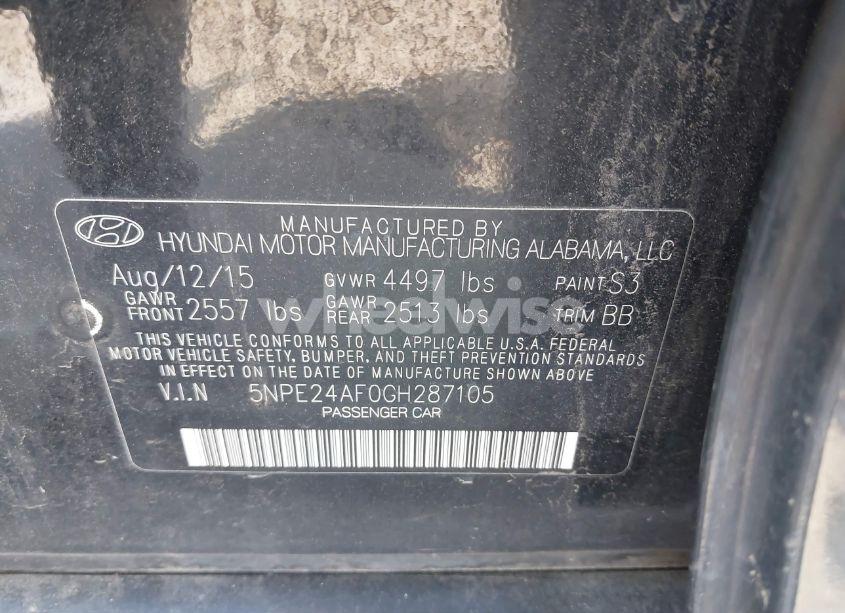 MANUFACTURED BY
HYUNDAI MOTOR MANUFACTURING ALABAMA, LLC
Aug/12/15 GVWR 4497 lbs PAINT S3
GAWR FRONT 2557 lbs GAWR REAR 2513 lbs TRIM BB
THIS VEHICLE CONFORMS TO ALL APPLICABLE U.S.A. FEDERAL
MOTOR VEHICLE SAFETY, BUMPER, AND THEFT PREVENTION STANDARDS
IN EFFECT ON THE DATE OF MANUFACTURE SHOWN ABOVE
V.I.N 5NPE24AF0GH287105
PASSENGER CAR
wheelwise